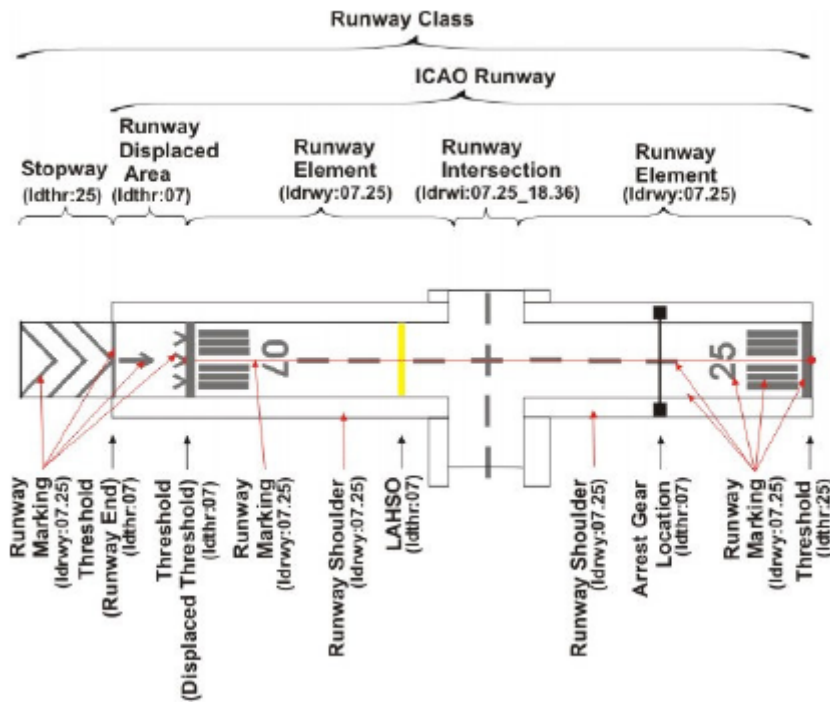 Runway Class
ICAO Runway
Stopway
(Idthr:25)
Runway
Displaced
Area
(Idthr:07)
Runway
Element
(Idrwy:07.25)
Runway
Intersection
(Idrwi:07.25_18.36)
Runway
Element
(Idrwy:07.25)
07
25
Runway
Marking
(Idrwy:07.25)
Threshold
(Runway End)
(Idthr:07)
Threshold
(Displaced Threshold)
(Idthr:07)
Runway
Marking
(Idrwy:07.25)
Runway Shoulder
(Idrwy:07.25)
LAHSO
(Idthr:07)
Runway Shoulder
(Idrwy:07.25)
Arrest Gear
Location
(Idthr:07)
Runway
Marking
(Idrwy:07.25)
Threshold
(Idthr:25)